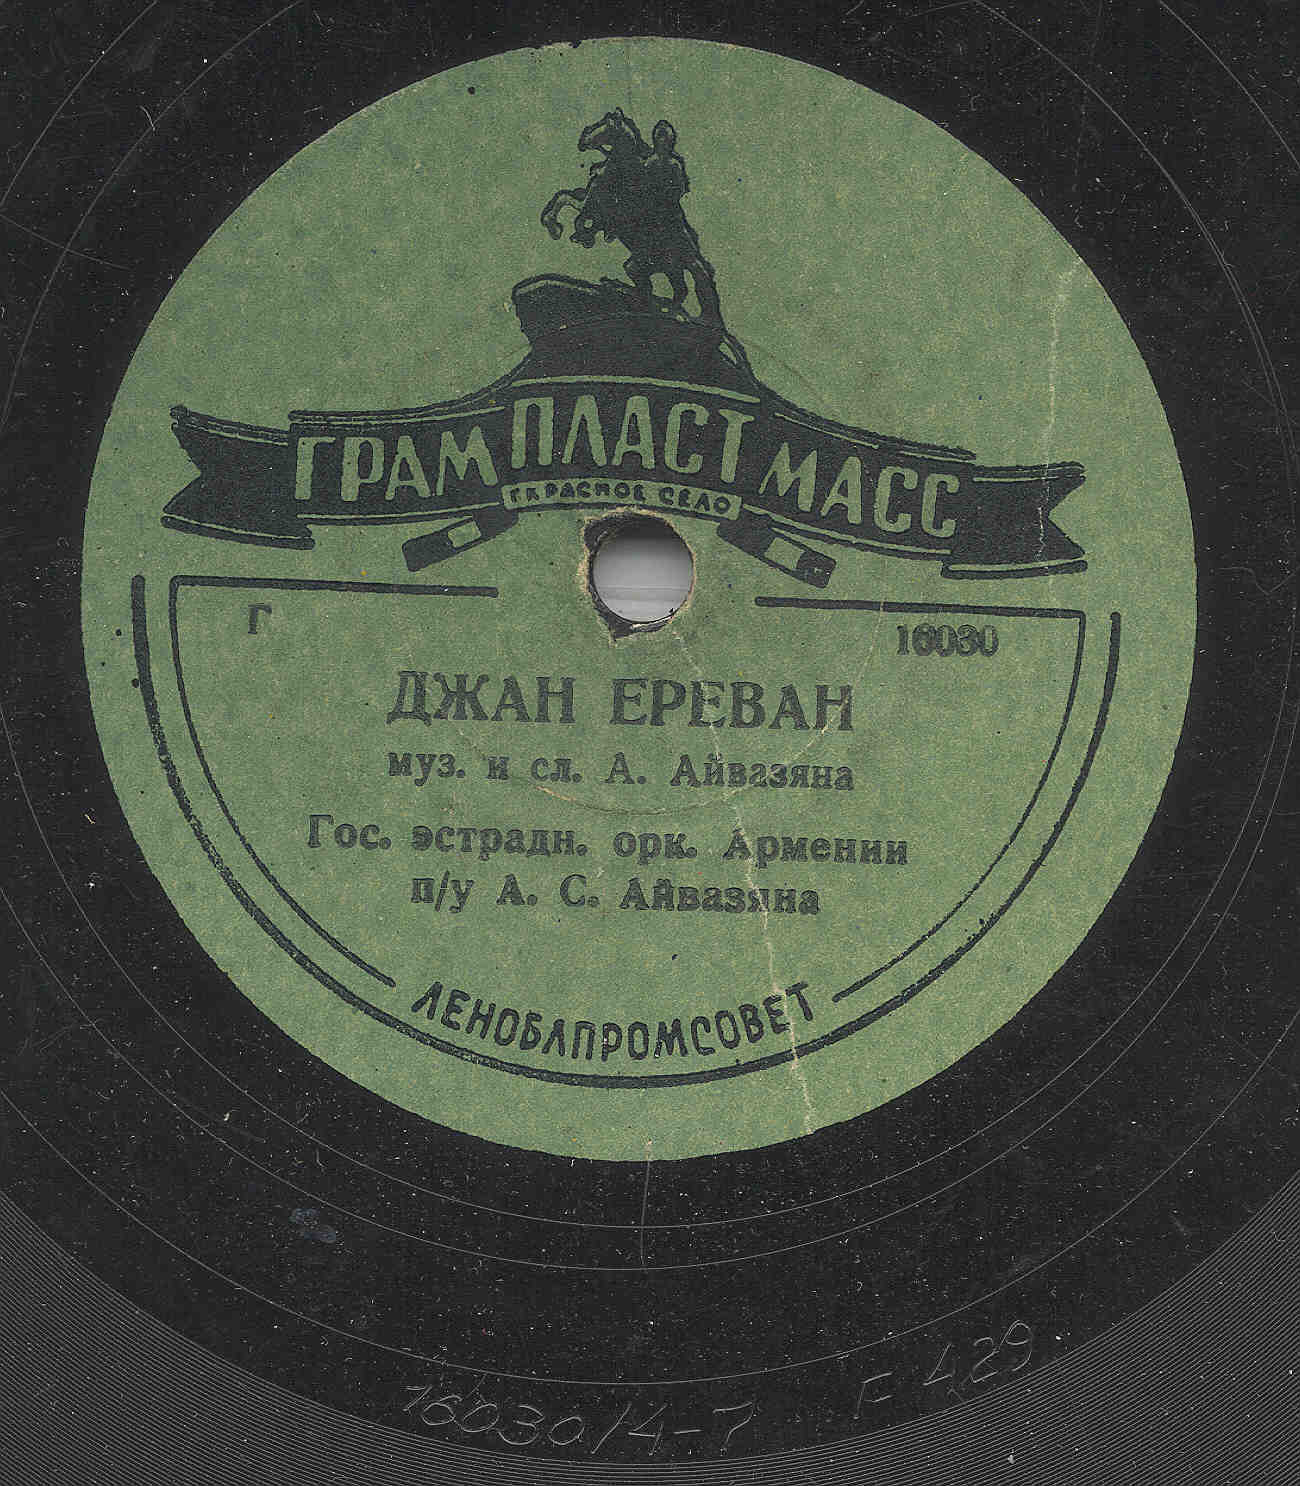 ГРАМПЛАСТМАСС
Г. КРАСНОЕ СЕЛО
Г 16030
ДЖАН ЕРЕВАН
муз. и сл. А. Айвазяна
Гос. эстрадн. орк. Армении
п/у А. С. Айвазяна
ЛЕНОБЛПРОМСОВЕТ
16030/4-7 F 429